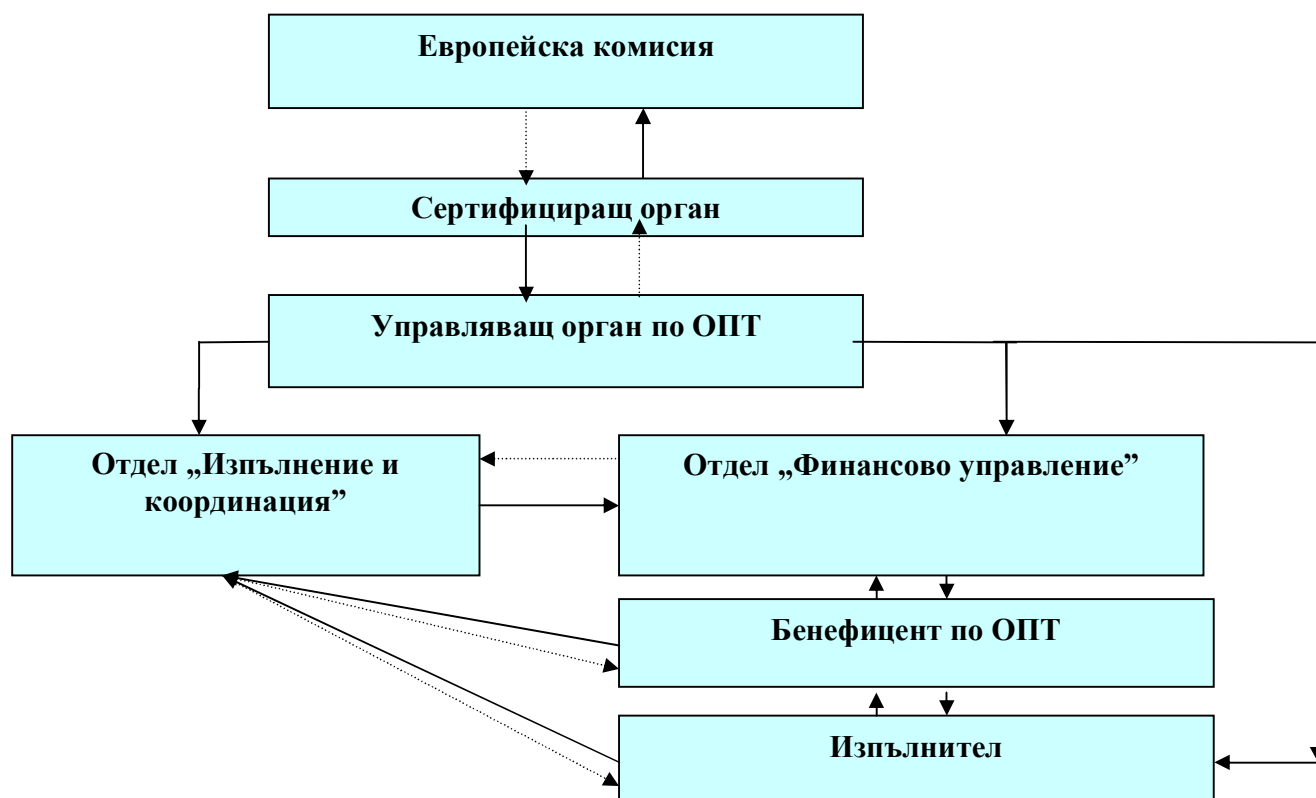 Европейска комисия
Сертифициращ орган
Управляващ орган по ОПТ
Отдел „Изпълнение и
координация”
Отдел „Финансово управление”
Бенефицент по ОПТ
Изпълнител